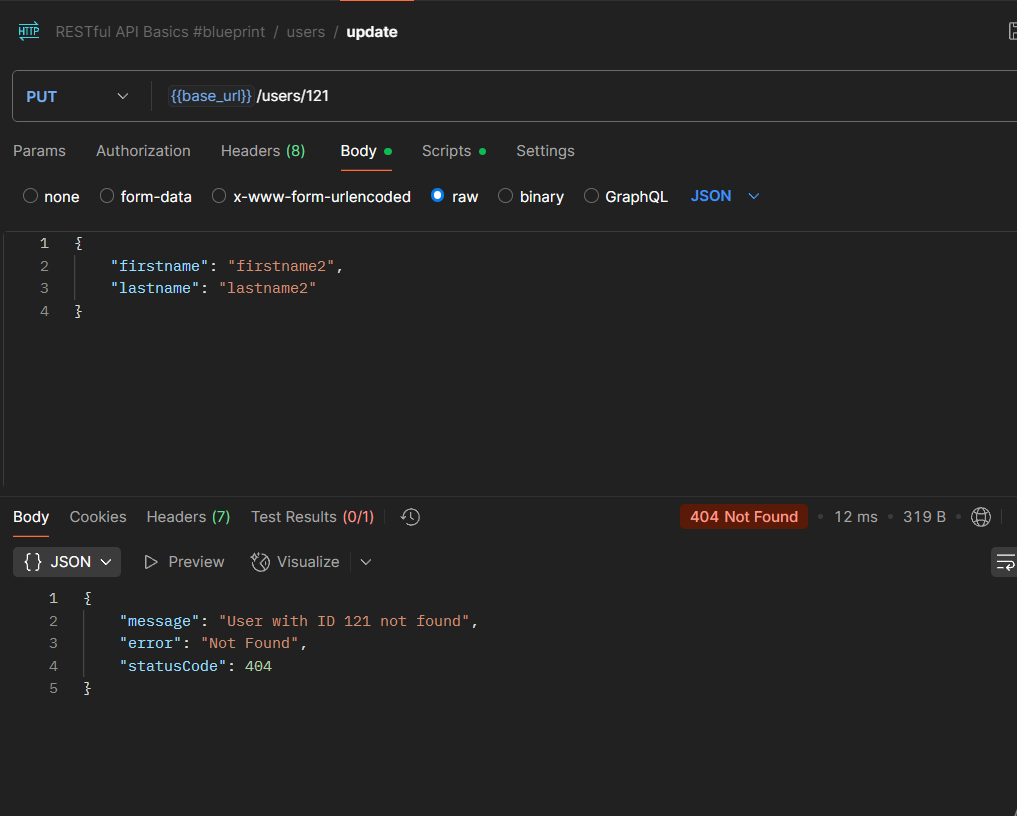 HTTP RESTful API Basics #blueprint / users / update
PUT {{base_url}} /users/121
Params Authorization Headers (8) Body Scripts Settings
none form-data x-www-form-urlencoded raw binary GraphQL JSON
1 {
2 "firstname": "firstname2",
3 "lastname": "lastname2"
4 }
Body Cookies Headers (7) Test Results (0/1) 404 Not Found • 12 ms • 319 B •
{} JSON Preview Visualize
1 {
2 "message": "User with ID 121 not found",
3 "error": "Not Found",
4 "statusCode": 404
5 }